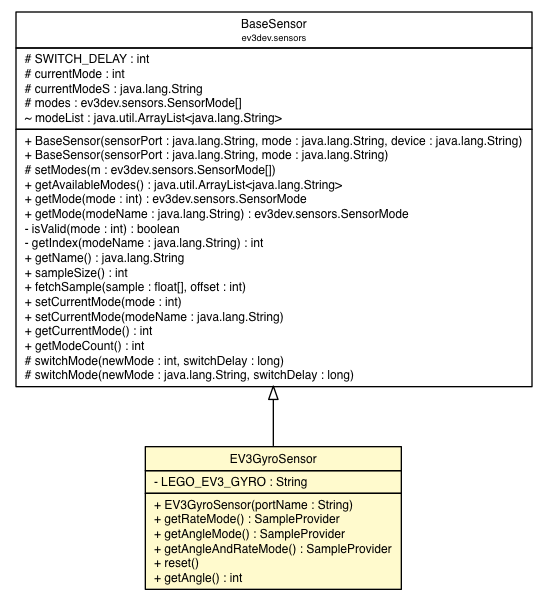 BaseSensor
ev3dev.sensors
# SWITCH_DELAY : int
# currentMode : int
# currentModeS : java.lang.String
# modes : ev3dev.sensors.SensorMode[]
~ modeList : java.util.ArrayList<java.lang.String>
+ BaseSensor(sensorPort : java.lang.String, mode : java.lang.String, device : java.lang.String)
+ BaseSensor(sensorPort : java.lang.String, mode : java.lang.String)
# setModes(m : ev3dev.sensors.SensorMode[])
+ getAvailableModes() : java.util.ArrayList<java.lang.String>
+ getMode(mode : int) : ev3dev.sensors.SensorMode
+ getMode(modeName : java.lang.String) : ev3dev.sensors.SensorMode
- isValid(mode : int) : boolean
- getIndex(modeName : java.lang.String) : int
+ getName() : java.lang.String
+ sampleSize() : int
+ fetchSample(sample : float[], offset : int)
+ setCurrentMode(mode : int)
+ setCurrentMode(modeName : java.lang.String)
+ getCurrentMode() : int
+ getModeCount() : int
# switchMode(newMode : int, switchDelay : long)
# switchMode(newMode : java.lang.String, switchDelay : long)
EV3GyroSensor
- LEGO_EV3_GYRO : String
+ EV3GyroSensor(portName : String)
+ getRateMode() : SampleProvider
+ getAngleMode() : SampleProvider
+ getAngleAndRateMode() : SampleProvider
+ reset()
+ getAngle() : int